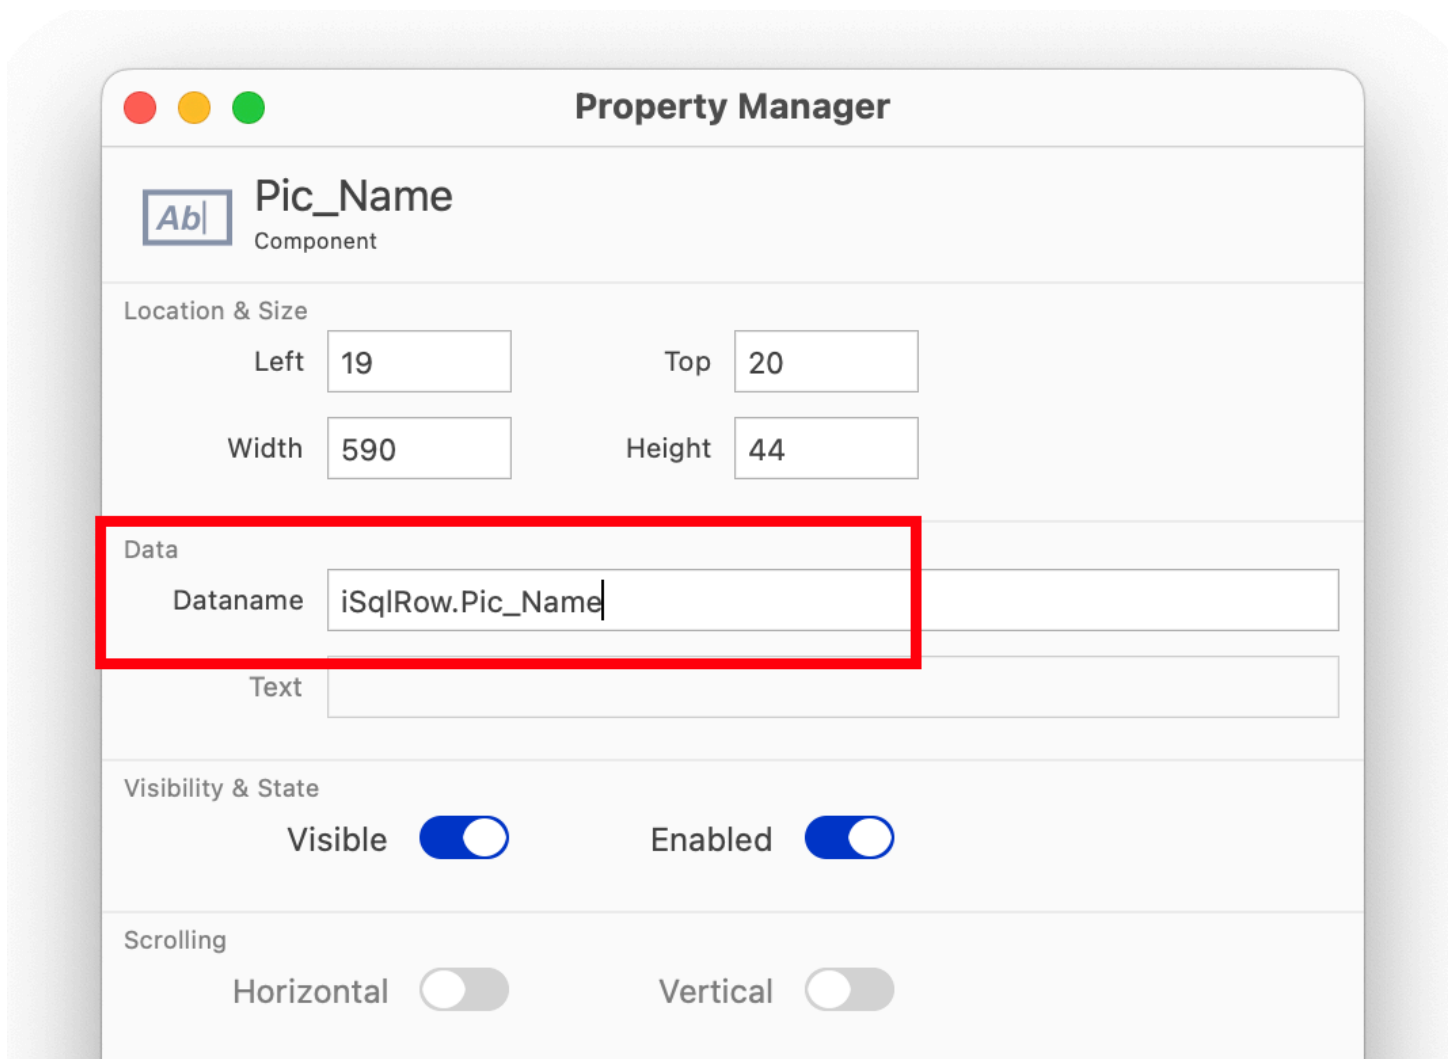 Property Manager
Ab
Pic_Name
Component
Location & Size
Left 19 Top 20
Width 590 Height 44
Data
Dataname iSqlRow.Pic_Name
Text
Visibility & State
Visible Enabled
Scrolling
Horizontal Vertical